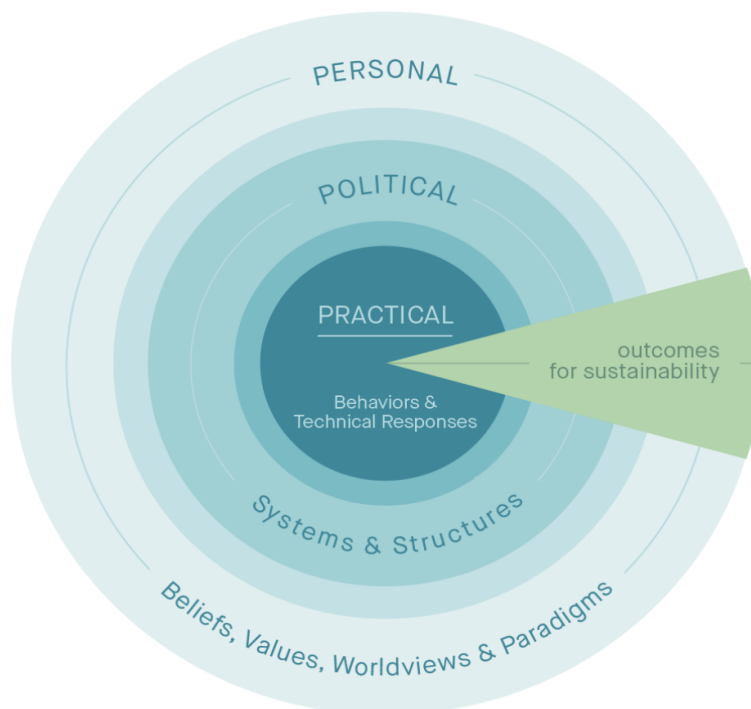 PERSONAL
POLITICAL
PRACTICAL
outcomes
for sustainability
Behaviors &
Technical Responses
Systems & Structures
Beliefs, Values, Worldviews & Paradigms